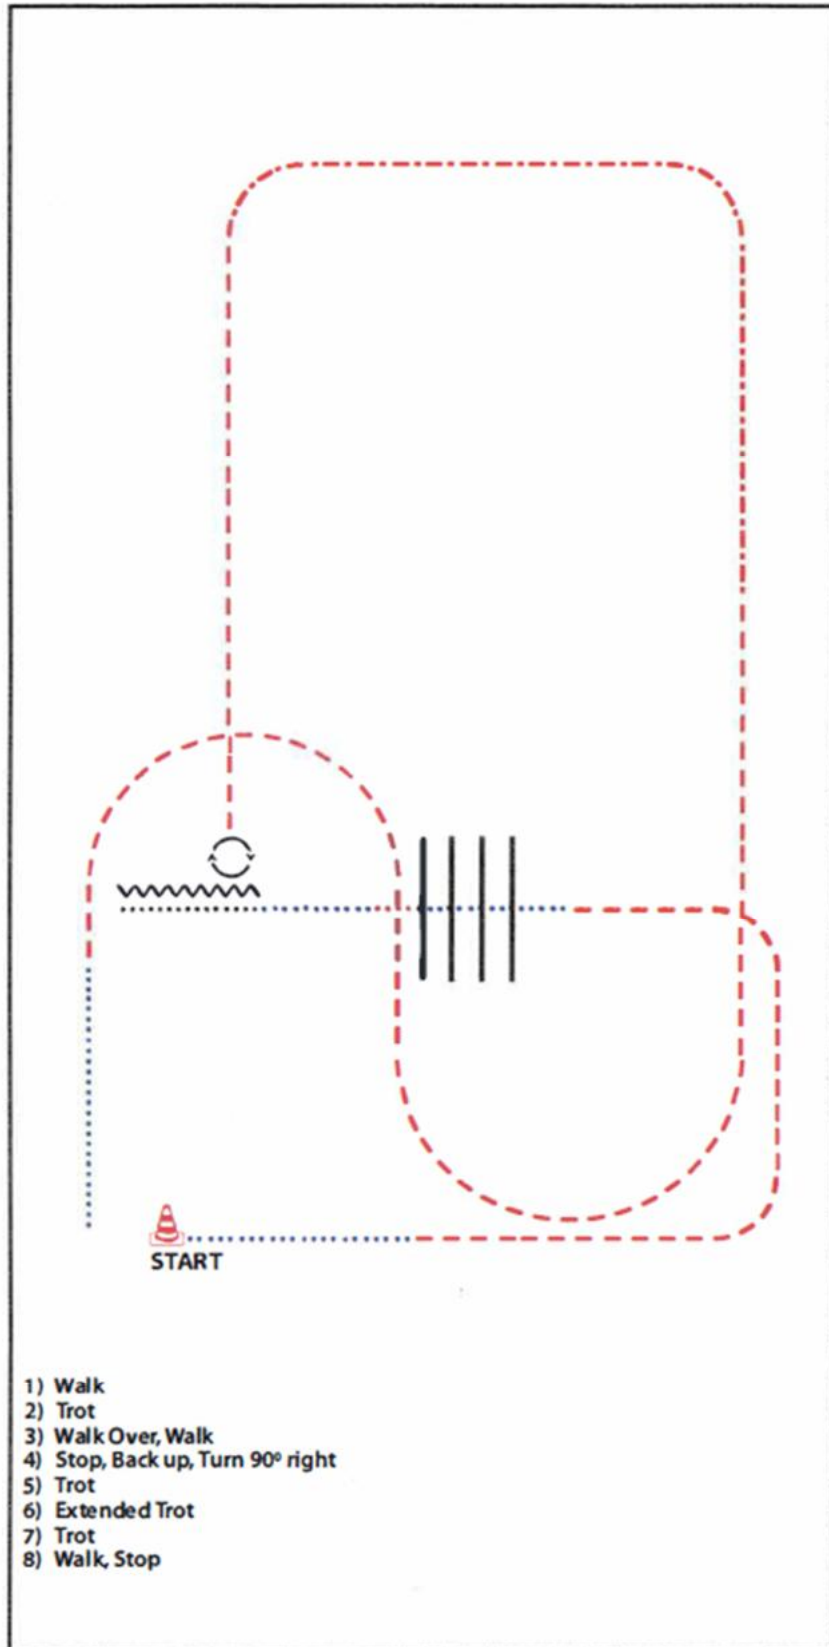 START
1) Walk
2) Trot
3) Walk Over, Walk
4) Stop, Back up, Turn 90º right
5) Trot
6) Extended Trot
7) Trot
8) Walk, Stop